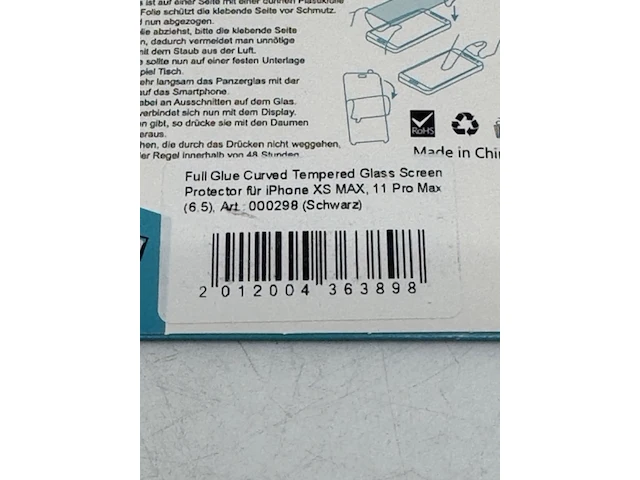 ist auf einer Seite mit einer dünnen Plastikfolie
Folie schützt die klebende Seite vor Schmutz.
nun abgezogen.
abzieht, bitte die klebende Seite
n, dadurch vermeidet man unnötige
mit dem Staub aus der Luft.
sollte nun auf einer festen Unterlage
piel Tisch.
ehr langsam das Panzerglas mit der
auf das Smartphone.
abei an Ausschnitten auf dem Glas.
verbindet sich nun mit dem Display.
n gibt, so drücke sie mit den Daumen
eraus.
hen, die durch das Drücken nicht weggehen,
der Regel innerhalb von 48 Stunden
RoHS
Made in Chin
Full Glue Curved Tempered Glass Screen
Protector für iPhone XS MAX, 11 Pro Max
(6.5), Art.: 000298 (Schwarz)
2 012004 363898